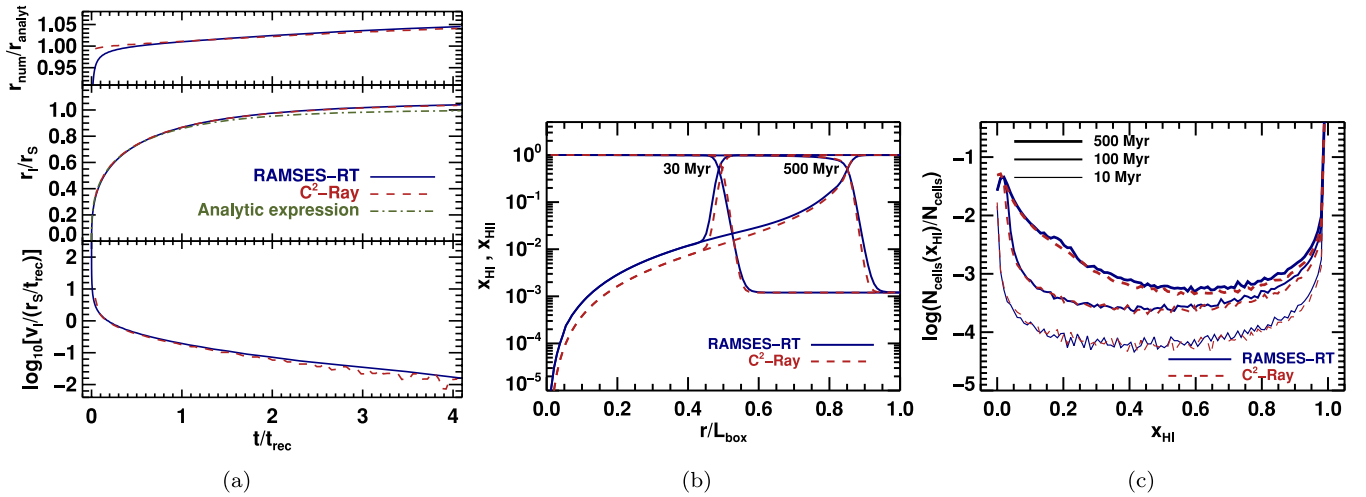 r_num/r_analyt
1.05
1.00
0.95
r_I/r_S
1.0
0.8
0.6
0.4
0.2
0.0
RAMSES−RT
C²−Ray
Analytic expression
log₁₀[v_I/(r_S/t_rec)]
2
1
0
−1
−2
0 1 2 3 4
t/t_rec
(a)
x_HI , x_HII
10⁰
10⁻¹
10⁻²
10⁻³
10⁻⁴
10⁻⁵
30 Myr 500 Myr
RAMSES−RT
C²−Ray
0.0 0.2 0.4 0.6 0.8 1.0
r/L_box
(b)
log(N_cells(x_HI)/N_cells)
−1
−2
−3
−4
−5
500 Myr
100 Myr
10 Myr
RAMSES−RT
C²−Ray
0.0 0.2 0.4 0.6 0.8 1.0
x_HI
(c)